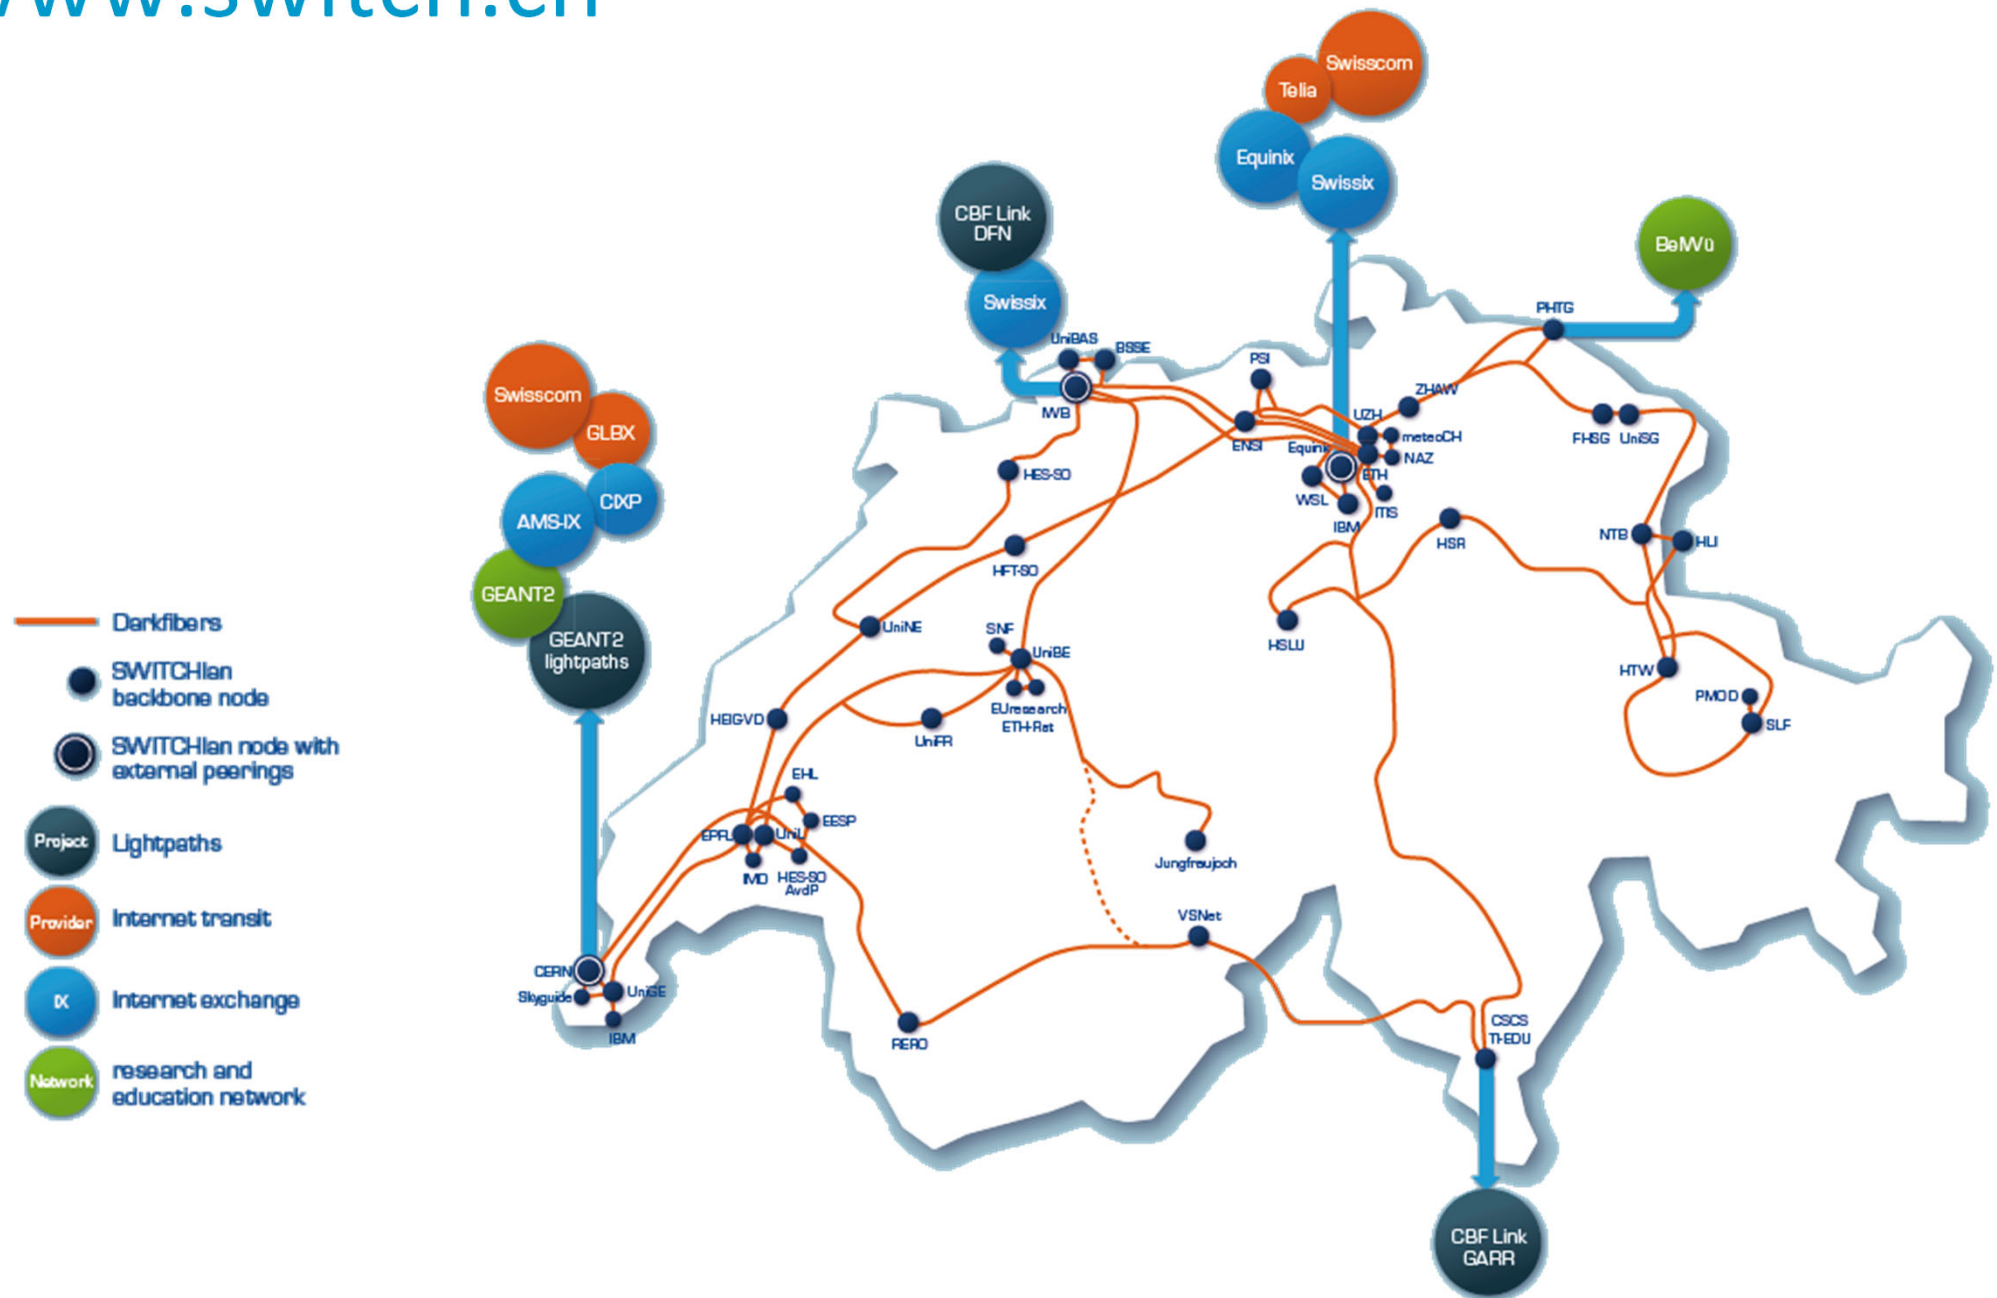 www.switch.ch
Swisscom
Telia
Equinix
Swissix
CBF Link
DFN
Swissix
BelWü
PHTG
UniBAS
BSSE
IWB
PSI
ZHAW
UZH
meteoCH
ENSI
Equinix
NAZ
ETH
WSL
IBM
ITIS
FHSG
UniSG
Swisscom
GLBX
CIXP
AMS-IX
GEANT2
GEANT2
lightpaths
HES-SO
HFT-SO
HSR
NTB
HLI
UniNE
SNF
UniBE
HSLU
HTW
PMOD
SLF
EUresearch
ETH-Rat
HEIGVD
UniFR
EHL
EESP
EPFL
UniL
IMD
HES-SO
AvdP
Jungfraujoch
VSNet
CERN
Skyguide
UniGE
IBM
RERO
CSCS
TI-EDU
CBF Link
GARR
Darkfibers
SWITCHlan
backbone node
SWITCHlan node with
external peerings
Project
Lightpaths
Provider
Internet transit
IX
Internet exchange
Network
research and
education network